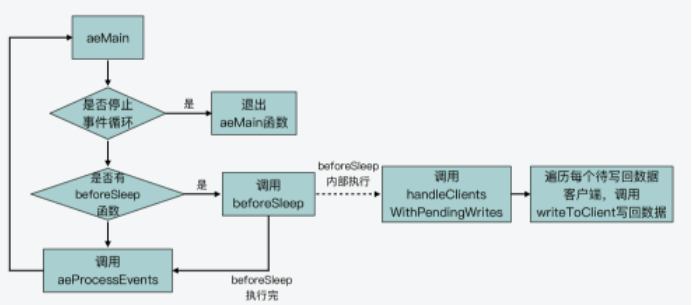 aeMain
是否停止
事件循环
是
退出
aeMain函数
是否有
beforeSleep
函数
是
调用
beforeSleep
beforeSleep
内部执行
调用
handleClients
WithPendingWrites
遍历每个待写回数据
客户端，调用
writeToClient写回数据
调用
aeProcessEvents
beforeSleep
执行完